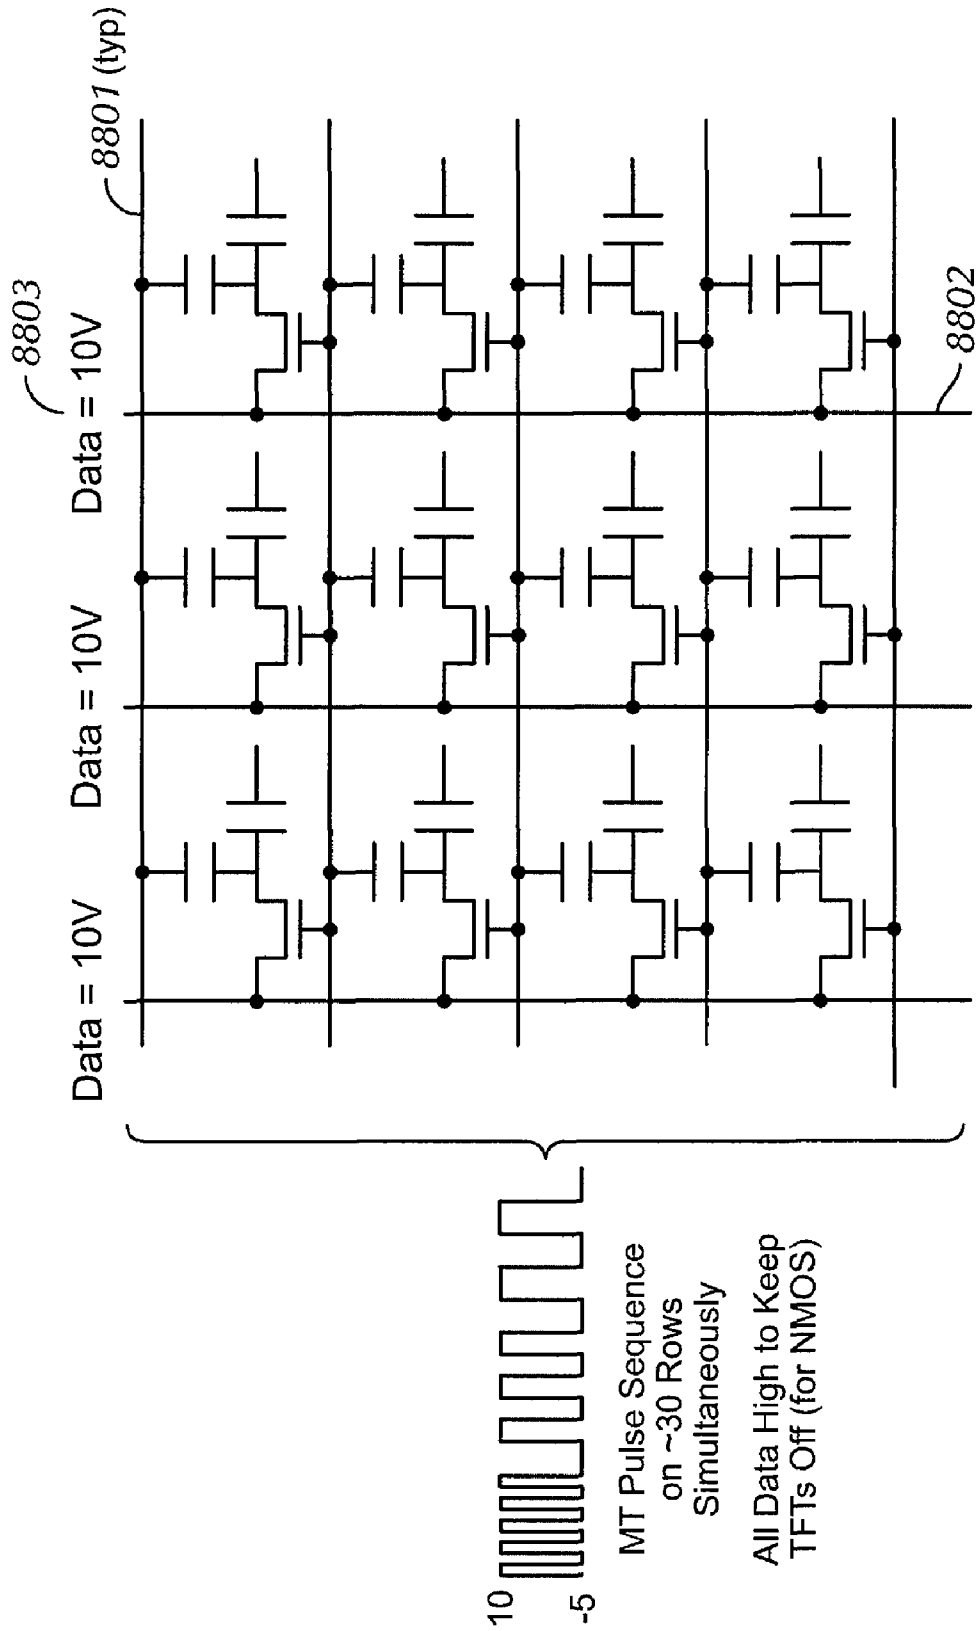 10
-5
MT Pulse Sequence
on ~30 Rows
Simultaneously
All Data High to Keep
TFTs Off (for NMOS)
Data = 10V
Data = 10V
Data = 10V
8803
8801 (typ)
8802